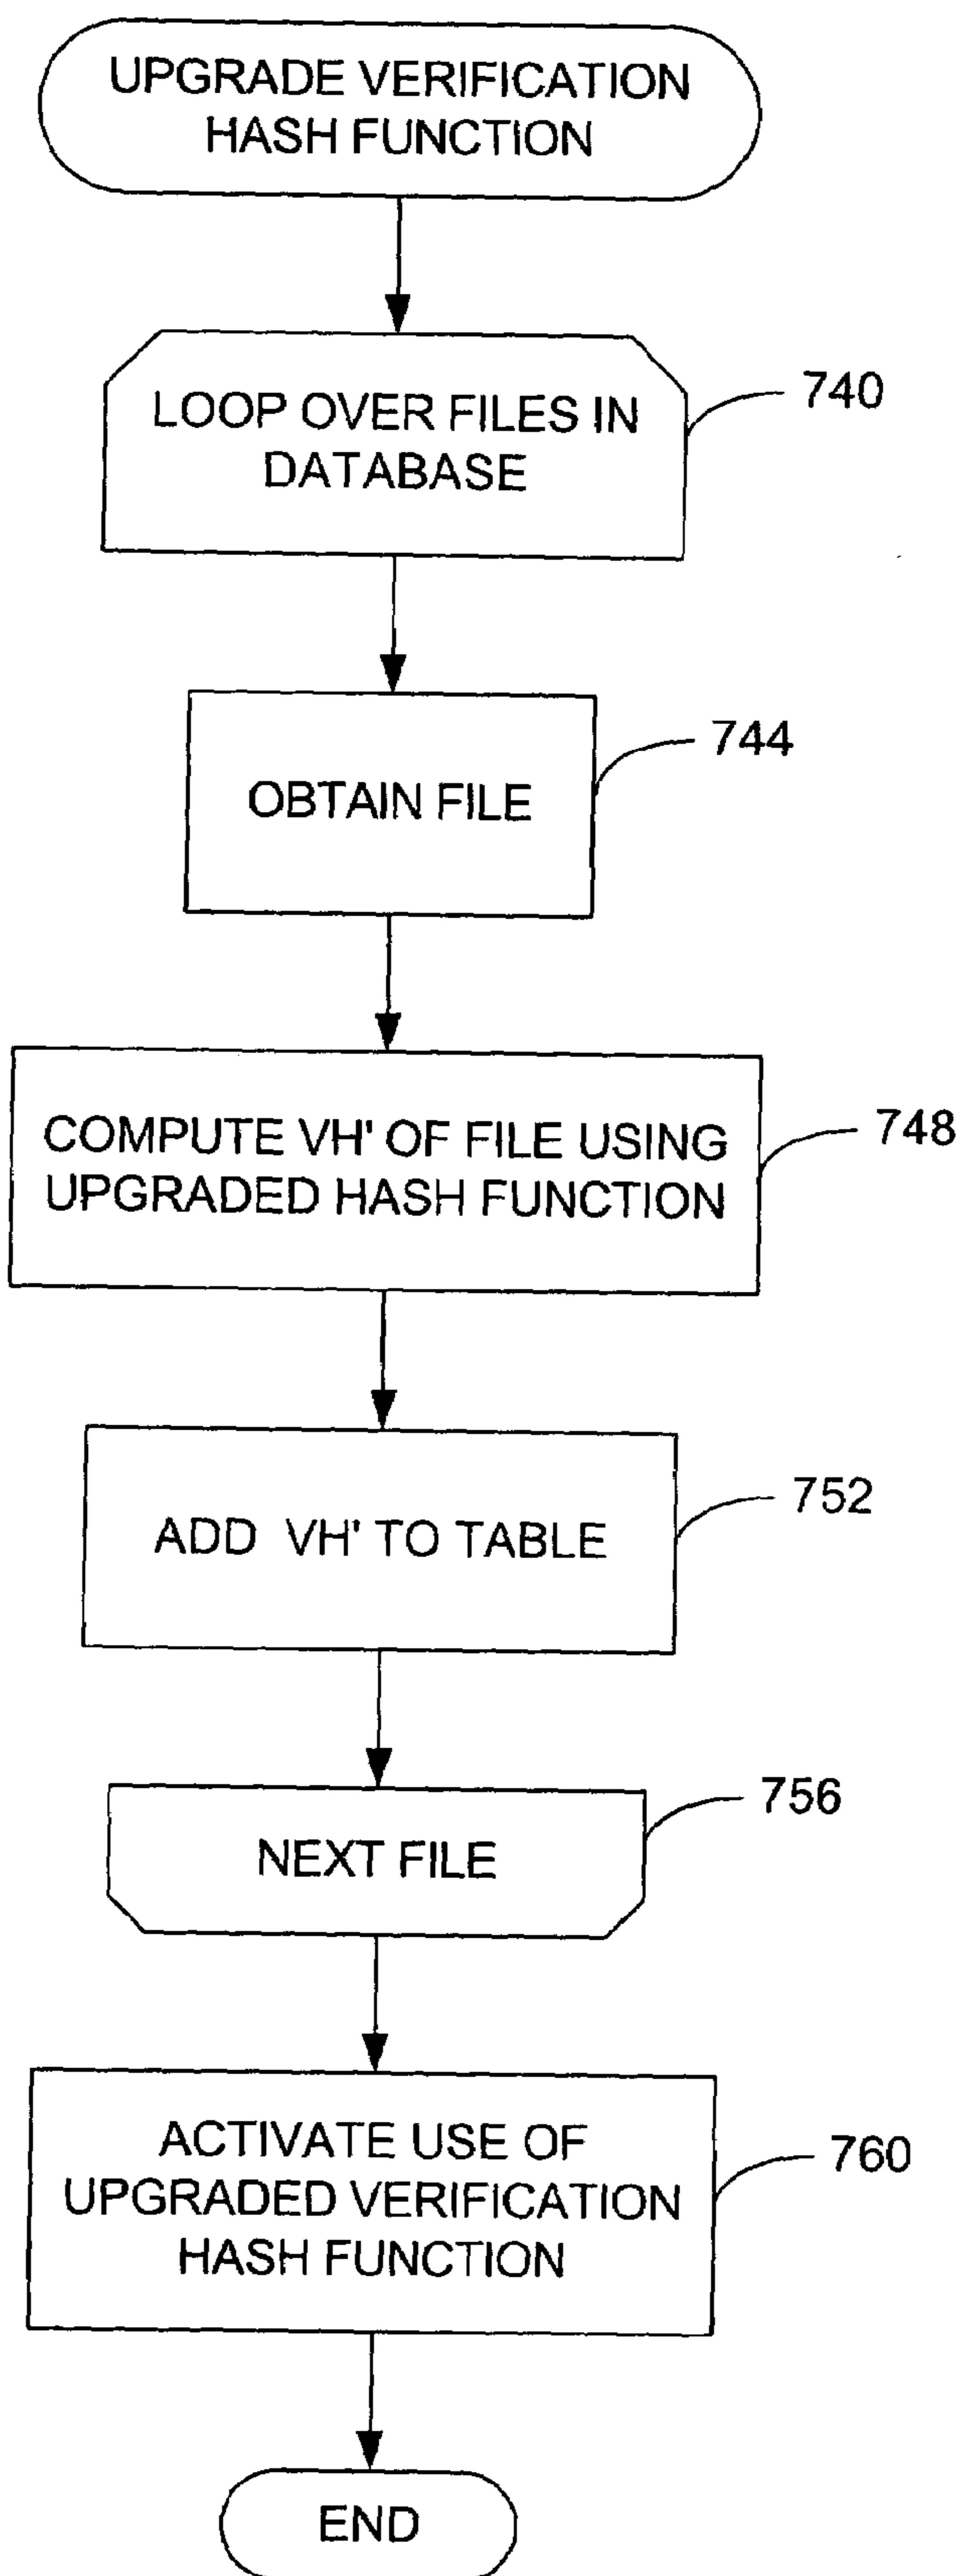 UPGRADE VERIFICATION
HASH FUNCTION
LOOP OVER FILES IN
DATABASE
740
OBTAIN FILE
744
COMPUTE VH' OF FILE USING
UPGRADED HASH FUNCTION
748
ADD VH' TO TABLE
752
NEXT FILE
756
ACTIVATE USE OF
UPGRADED VERIFICATION
HASH FUNCTION
760
END